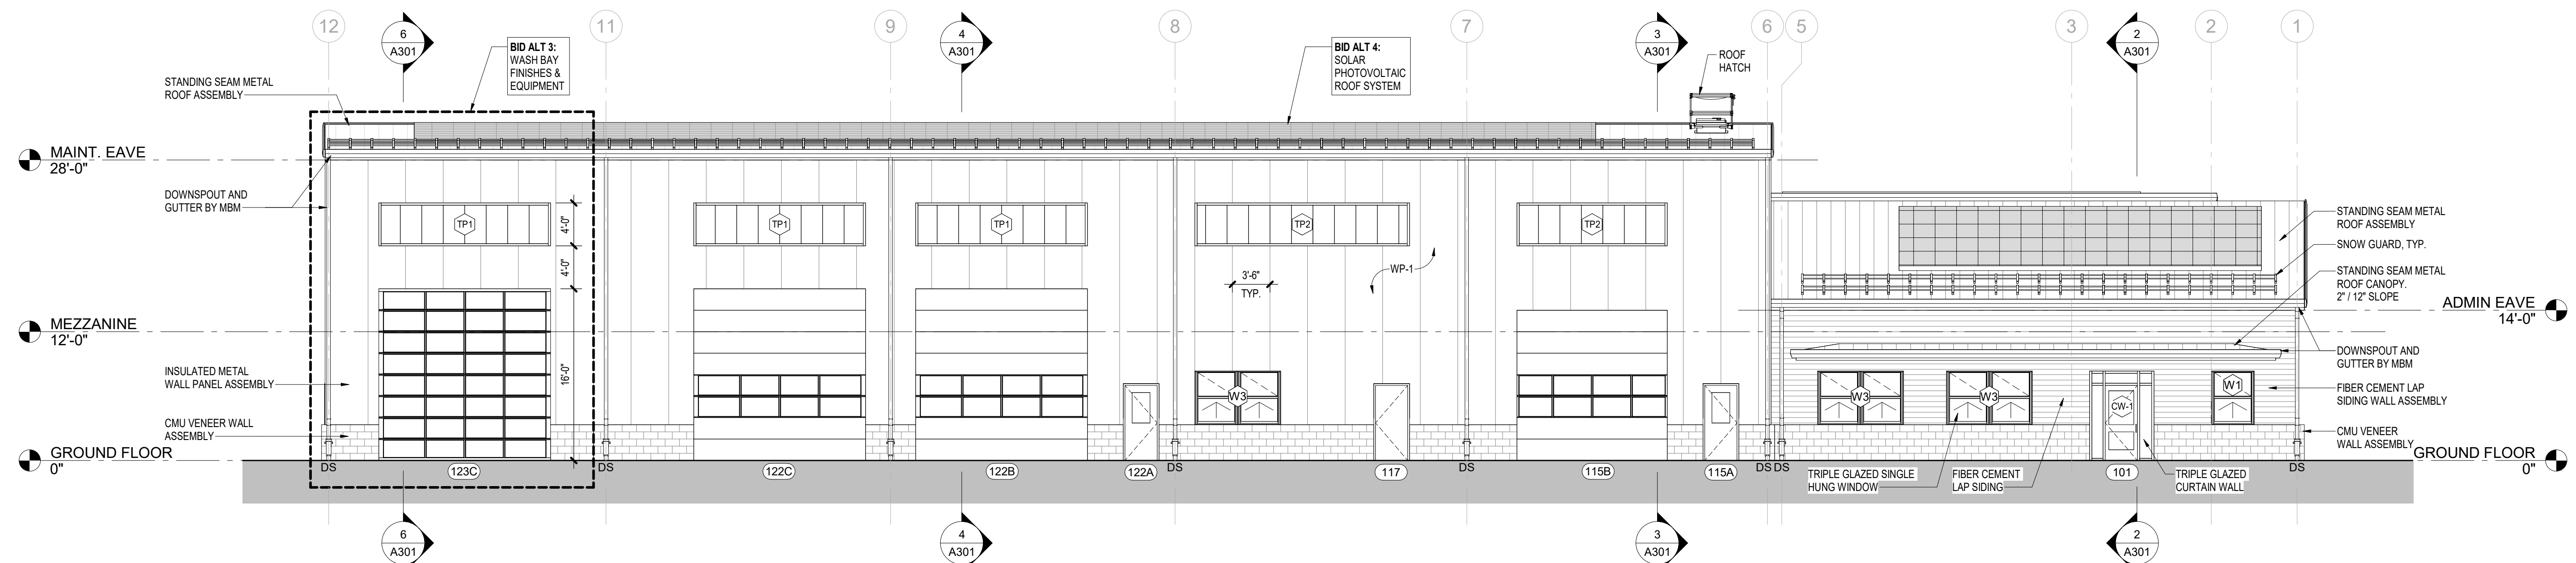 12
11
9
8
7
6
5
3
2
1
6
A301
4
A301
3
A301
2
A301
BID ALT 3:
WASH BAY
FINISHES &
EQUIPMENT
BID ALT 4:
SOLAR
PHOTOVOLTAIC
ROOF SYSTEM
ROOF
HATCH
STANDING SEAM METAL
ROOF ASSEMBLY
MAINT. EAVE
28'-0"
DOWNSPOUT AND
GUTTER BY MBM
MEZZANINE
12'-0"
INSULATED METAL
WALL PANEL ASSEMBLY
CMU VENEER WALL
ASSEMBLY
GROUND FLOOR
0"
TP1
TP1
TP1
TP2
TP2
4'-0"
4'-0"
16'-0"
3'-6"
TYP.
WP-1
W3
W3
W3
CW-1
W1
STANDING SEAM METAL
ROOF ASSEMBLY
SNOW GUARD, TYP.
STANDING SEAM METAL
ROOF CANOPY.
2" / 12" SLOPE
ADMIN EAVE
14'-0"
DOWNSPOUT AND
GUTTER BY MBM
FIBER CEMENT LAP
SIDING WALL ASSEMBLY
CMU VENEER
WALL ASSEMBLY
GROUND FLOOR
0"
DS
DS
DS
DS
DS
DS
DS
123C
122C
122B
122A
117
115B
115A
101
TRIPLE GLAZED SINGLE
HUNG WINDOW
FIBER CEMENT
LAP SIDING
TRIPLE GLAZED
CURTAIN WALL
6
A301
4
A301
3
A301
2
A301